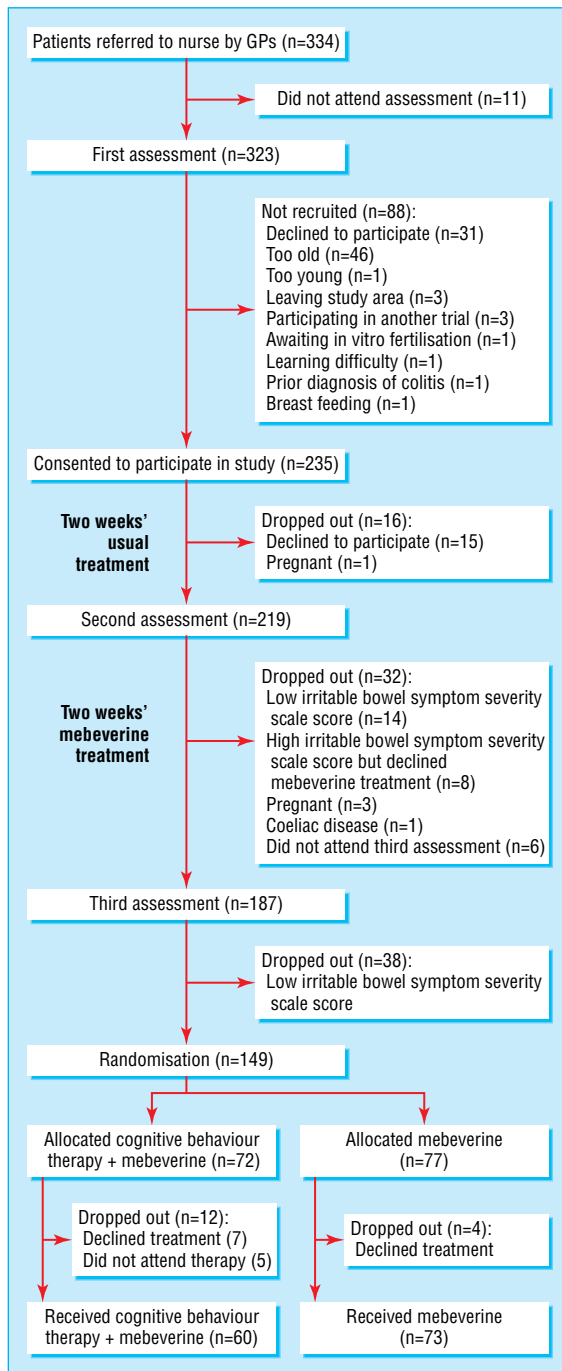 Patients referred to nurse by GPs (n=334)
Did not attend assessment (n=11)
First assessment (n=323)
Not recruited (n=88):
Declined to participate (n=31)
Too old (n=46)
Too young (n=1)
Leaving study area (n=3)
Participating in another trial (n=3)
Awaiting in vitro fertilisation (n=1)
Learning difficulty (n=1)
Prior diagnosis of colitis (n=1)
Breast feeding (n=1)
Consented to participate in study (n=235)
Two weeks'
usual
treatment
Dropped out (n=16):
Declined to participate (n=15)
Pregnant (n=1)
Second assessment (n=219)
Two weeks'
mebeverine
treatment
Dropped out (n=32):
Low irritable bowel symptom severity
scale score (n=14)
High irritable bowel symptom severity
scale score but declined
mebeverine treatment (n=8)
Pregnant (n=3)
Coeliac disease (n=1)
Did not attend third assessment (n=6)
Third assessment (n=187)
Dropped out (n=38):
Low irritable bowel symptom severity
scale score
Randomisation (n=149)
Allocated cognitive behaviour
therapy + mebeverine (n=72)
Allocated mebeverine
(n=77)
Dropped out (n=12):
Declined treatment (7)
Did not attend therapy (5)
Dropped out (n=4):
Declined treatment
Received cognitive behaviour
therapy + mebeverine (n=60)
Received mebeverine
(n=73)